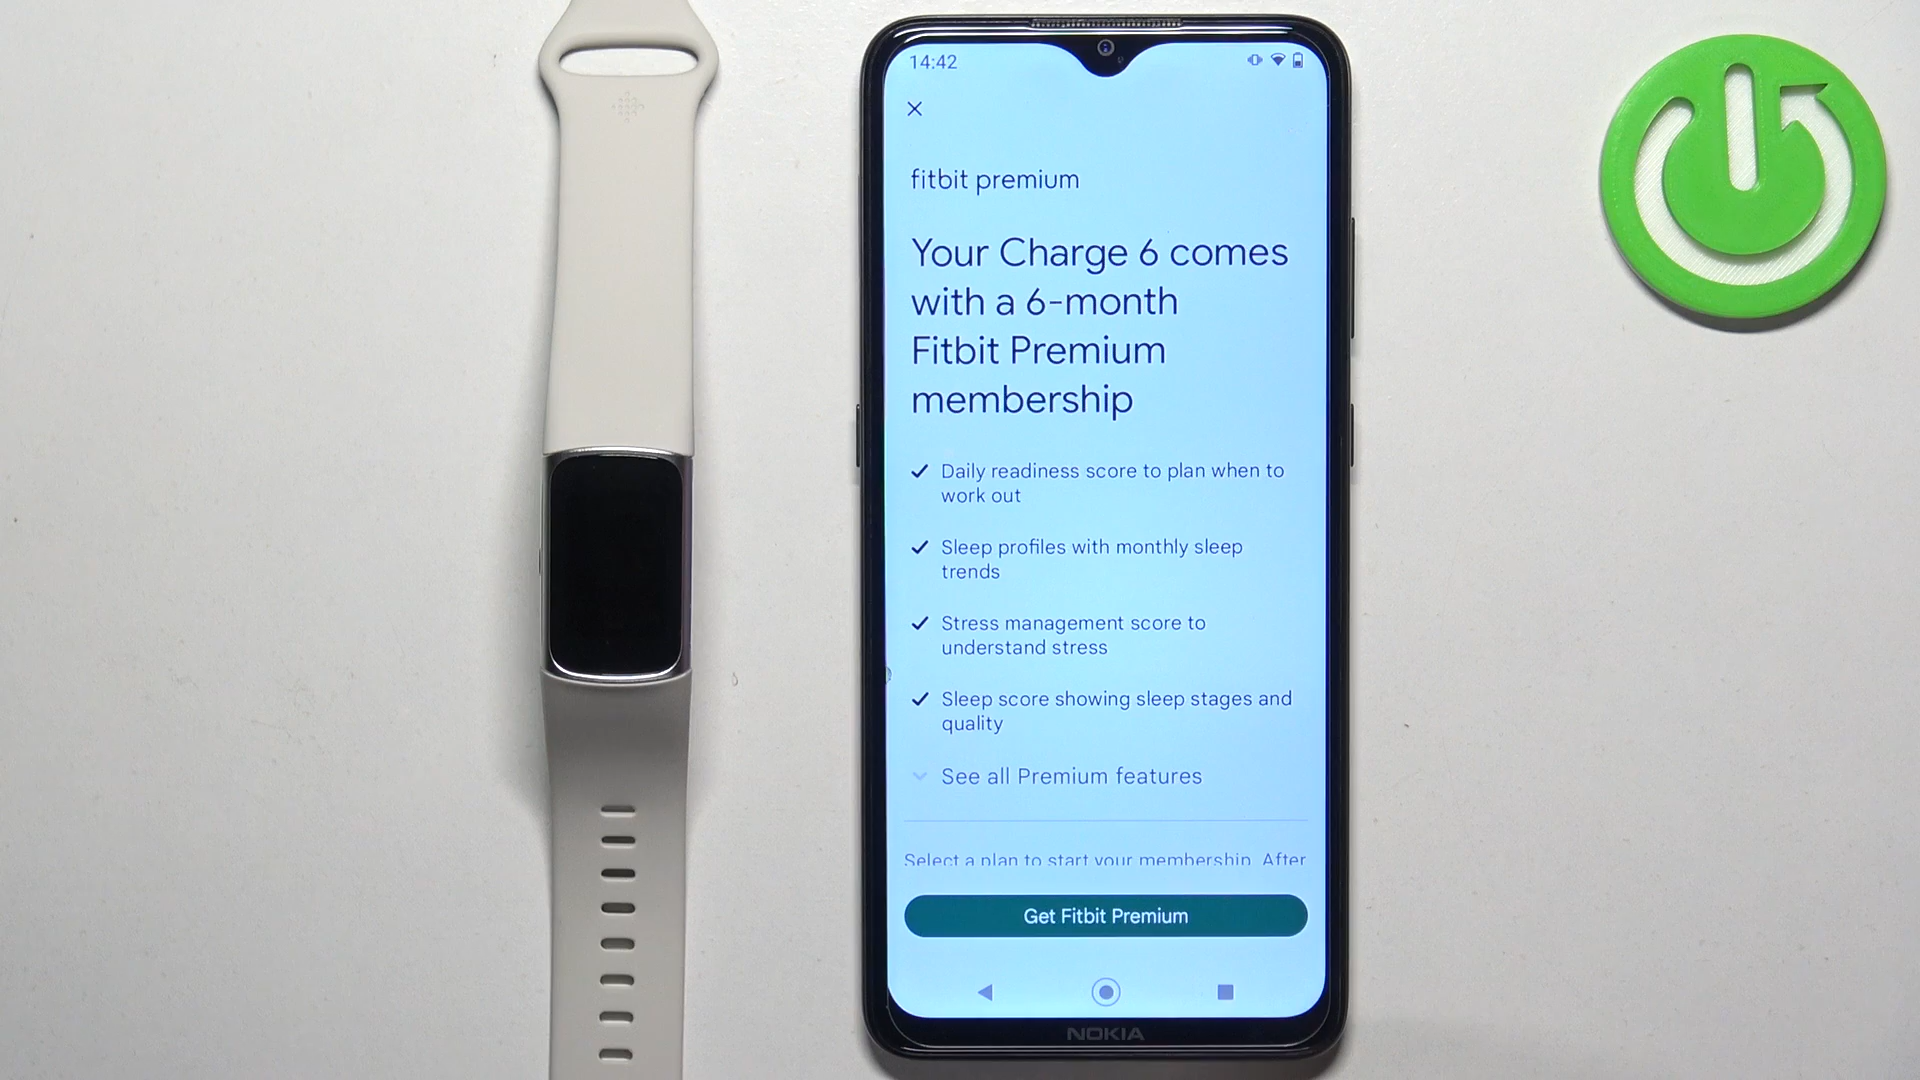 14:42
fitbit premium
Your Charge 6 comes
with a 6-month
Fitbit Premium
membership
Daily readiness score to plan when to
work out
Sleep profiles with monthly sleep
trends
Stress management score to
understand stress
Sleep score showing sleep stages and
quality
See all Premium features
Select a plan to start your membership. After
Get Fitbit Premium
NOKIA